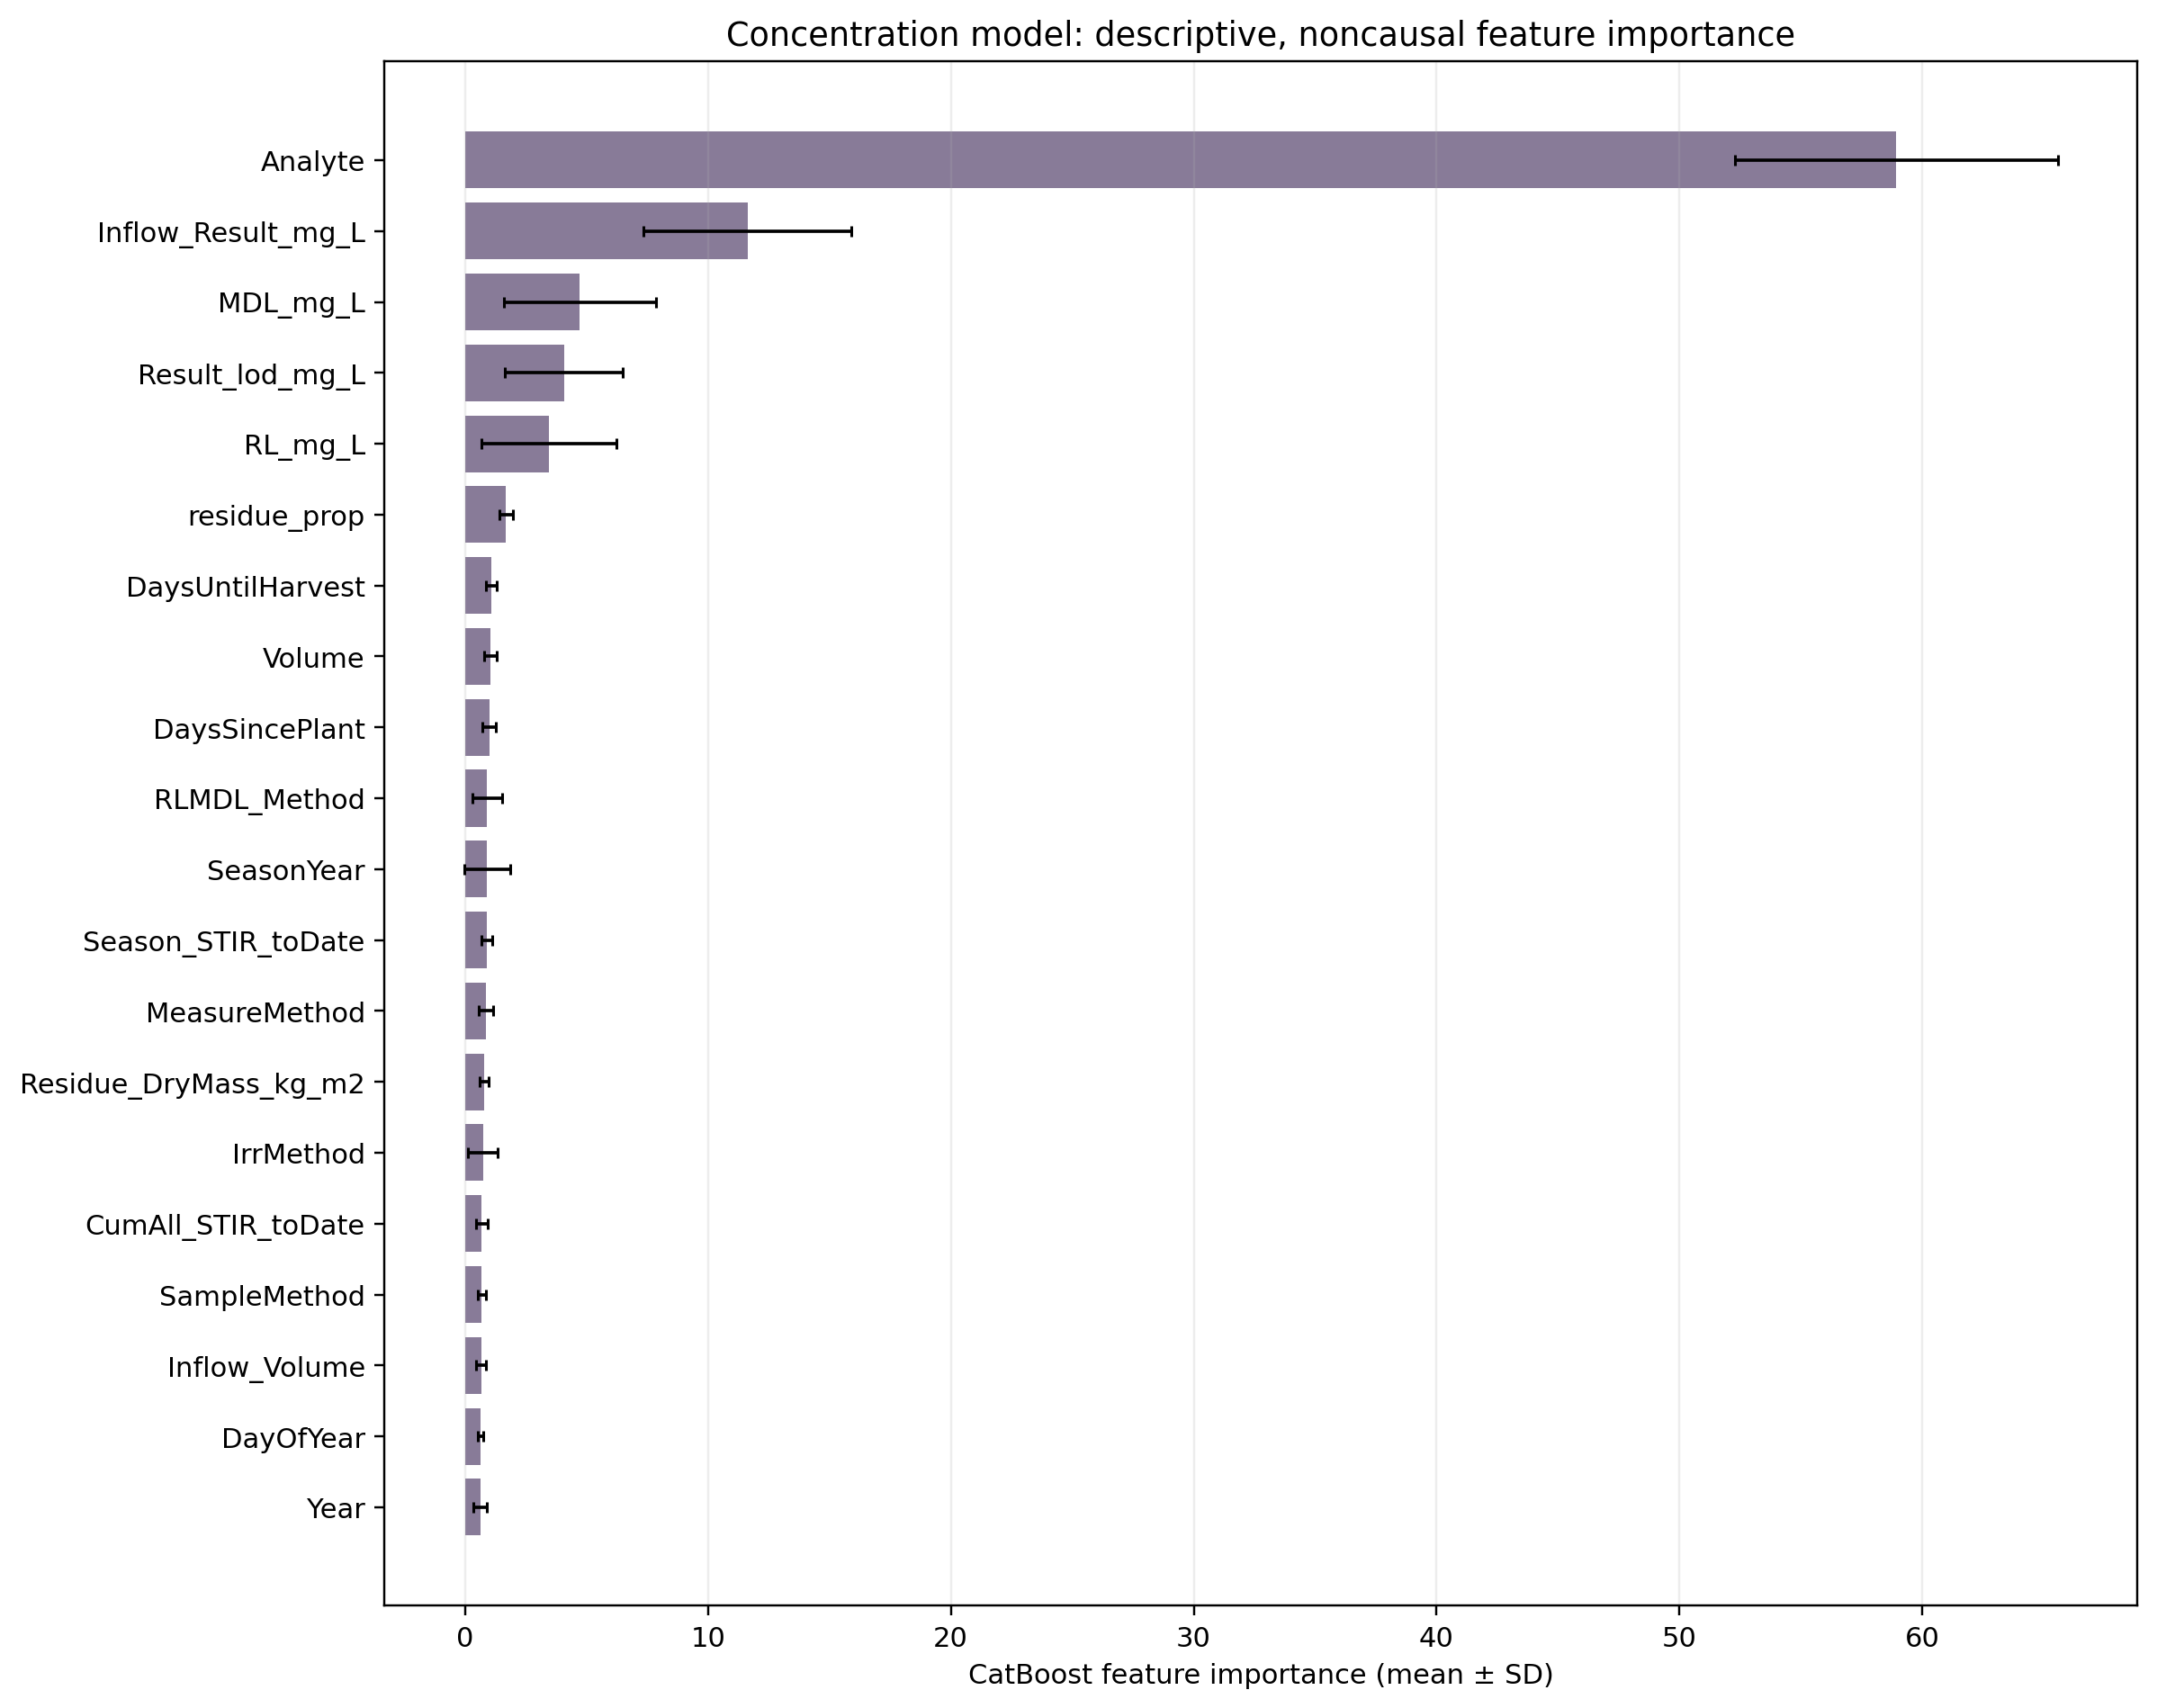 Concentration model: descriptive, noncausal feature importance
Analyte
Inflow_Result_mg_L
MDL_mg_L
Result_lod_mg_L
RL_mg_L
residue_prop
DaysUntilHarvest
Volume
DaysSincePlant
RLMDL_Method
SeasonYear
Season_STIR_toDate
MeasureMethod
Residue_DryMass_kg_m2
IrrMethod
CumAll_STIR_toDate
SampleMethod
Inflow_Volume
DayOfYear
Year
0 10 20 30 40 50 60
CatBoost feature importance (mean ± SD)